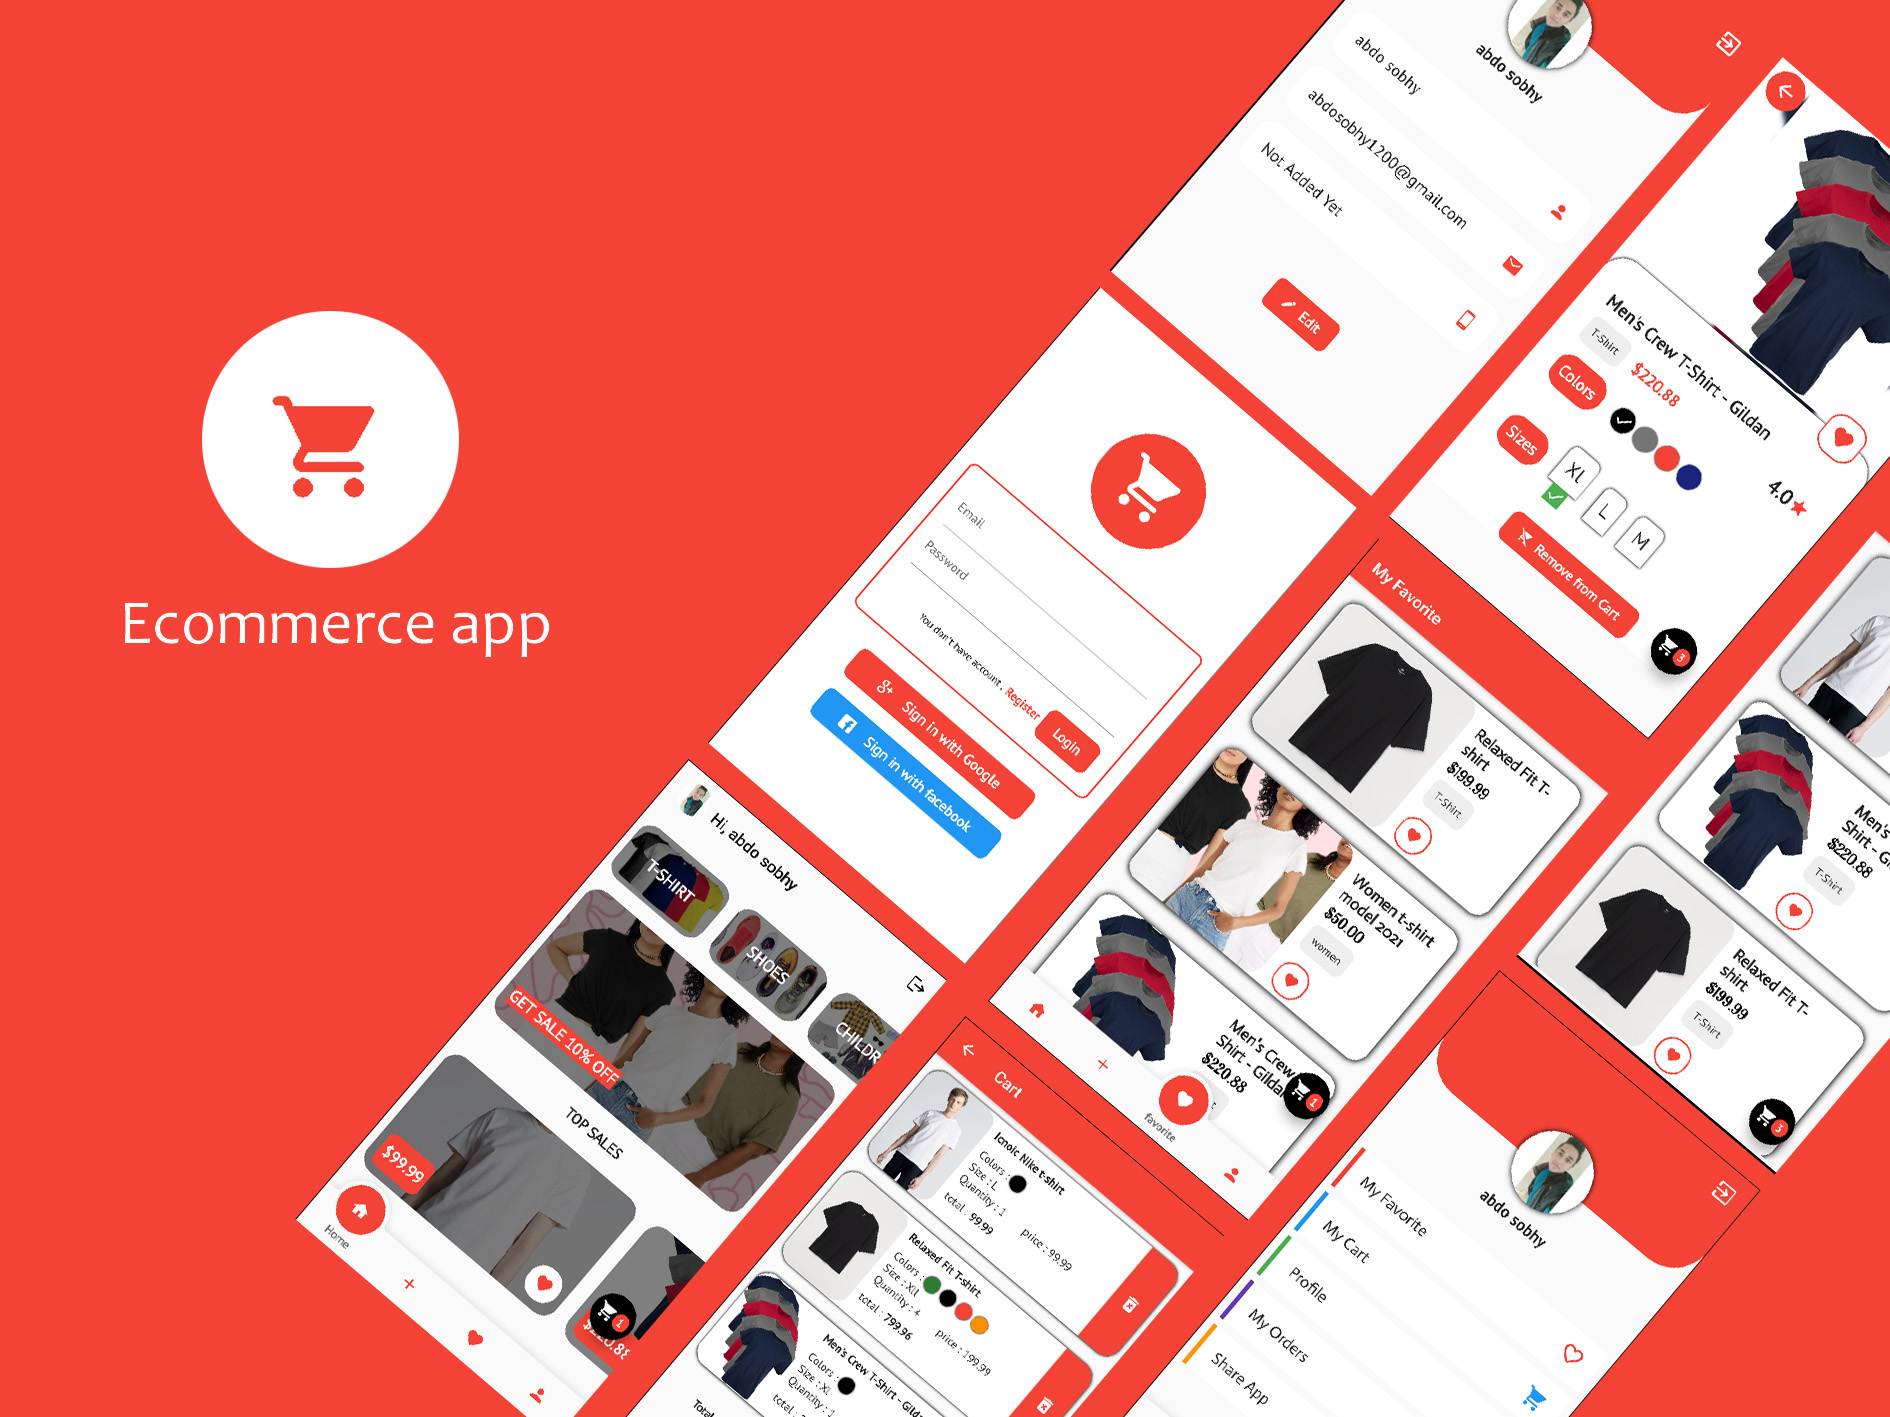 Ecommerce app
abdo sobhy
abdo sobhy
abdosobhy1200@gmail.com
Not Added Yet
Edit
Men's Crew T-Shirt - Gildan
T-Shirt
$220.88
Colors
Sizes
XL
L
M
4.0
Remove from Cart
3
Email
Password
You don't have account , Register
Login
g+ Sign in with Google
Sign in with facebook
My Favorite
Relaxed Fit T-
shirt
$199.99
T-Shirt
Women t-shirt
model 2021
$50.00
women
Men's Crew
Shirt - Gildan
$220.88
1
favorite
Men's
Shirt - G
$220.88
T-Shirt
Relaxed Fit T-
shirt
$199.99
T-Shirt
3
Hi, abdo sobhy
T-SHIRT
SHOES
CHILDR
GET SALE 10% OFF
TOP SALES
$99.99
$220.88
1
Home
Cart
Icnoic Nike t-shirt
Colors :
Size : L
Quantity : 1
total : 99.99
price : 99.99
Relaxed Fit T-shirt
Colors :
Size : Xll
Quantity : 4
total : 799.96
price : 199.99
Men's Crew T-Shirt - Gild
Colors :
Size : XL
Quantity : 1
total :
Total
abdo sobhy
My Favorite
My Cart
Profile
My Orders
Share App